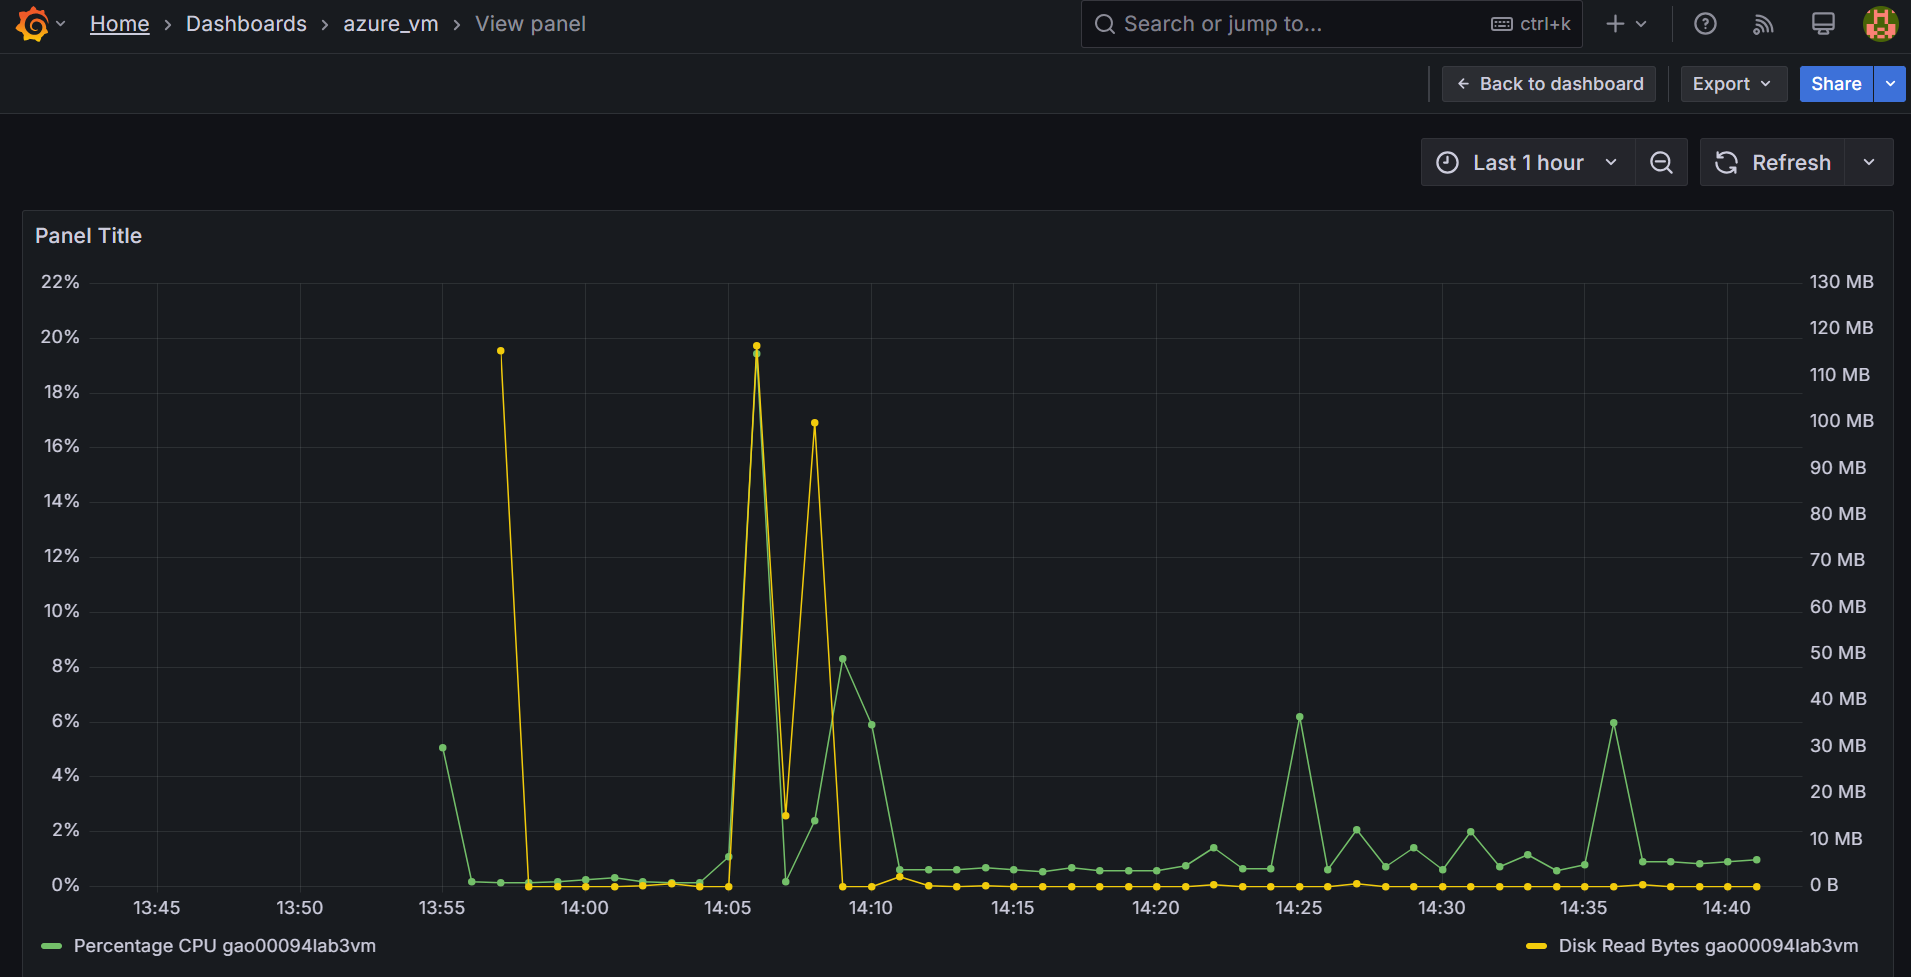 Home › Dashboards › azure_vm › View panel
Search or jump to...
ctrl+k
Back to dashboard
Export
Share
Last 1 hour
Refresh
Panel Title
22%
20%
18%
16%
14%
12%
10%
8%
6%
4%
2%
0%
130 MB
120 MB
110 MB
100 MB
90 MB
80 MB
70 MB
60 MB
50 MB
40 MB
30 MB
20 MB
10 MB
0 B
13:45 13:50 13:55 14:00 14:05 14:10 14:15 14:20 14:25 14:30 14:35 14:40
Percentage CPU gao00094lab3vm
Disk Read Bytes gao00094lab3vm